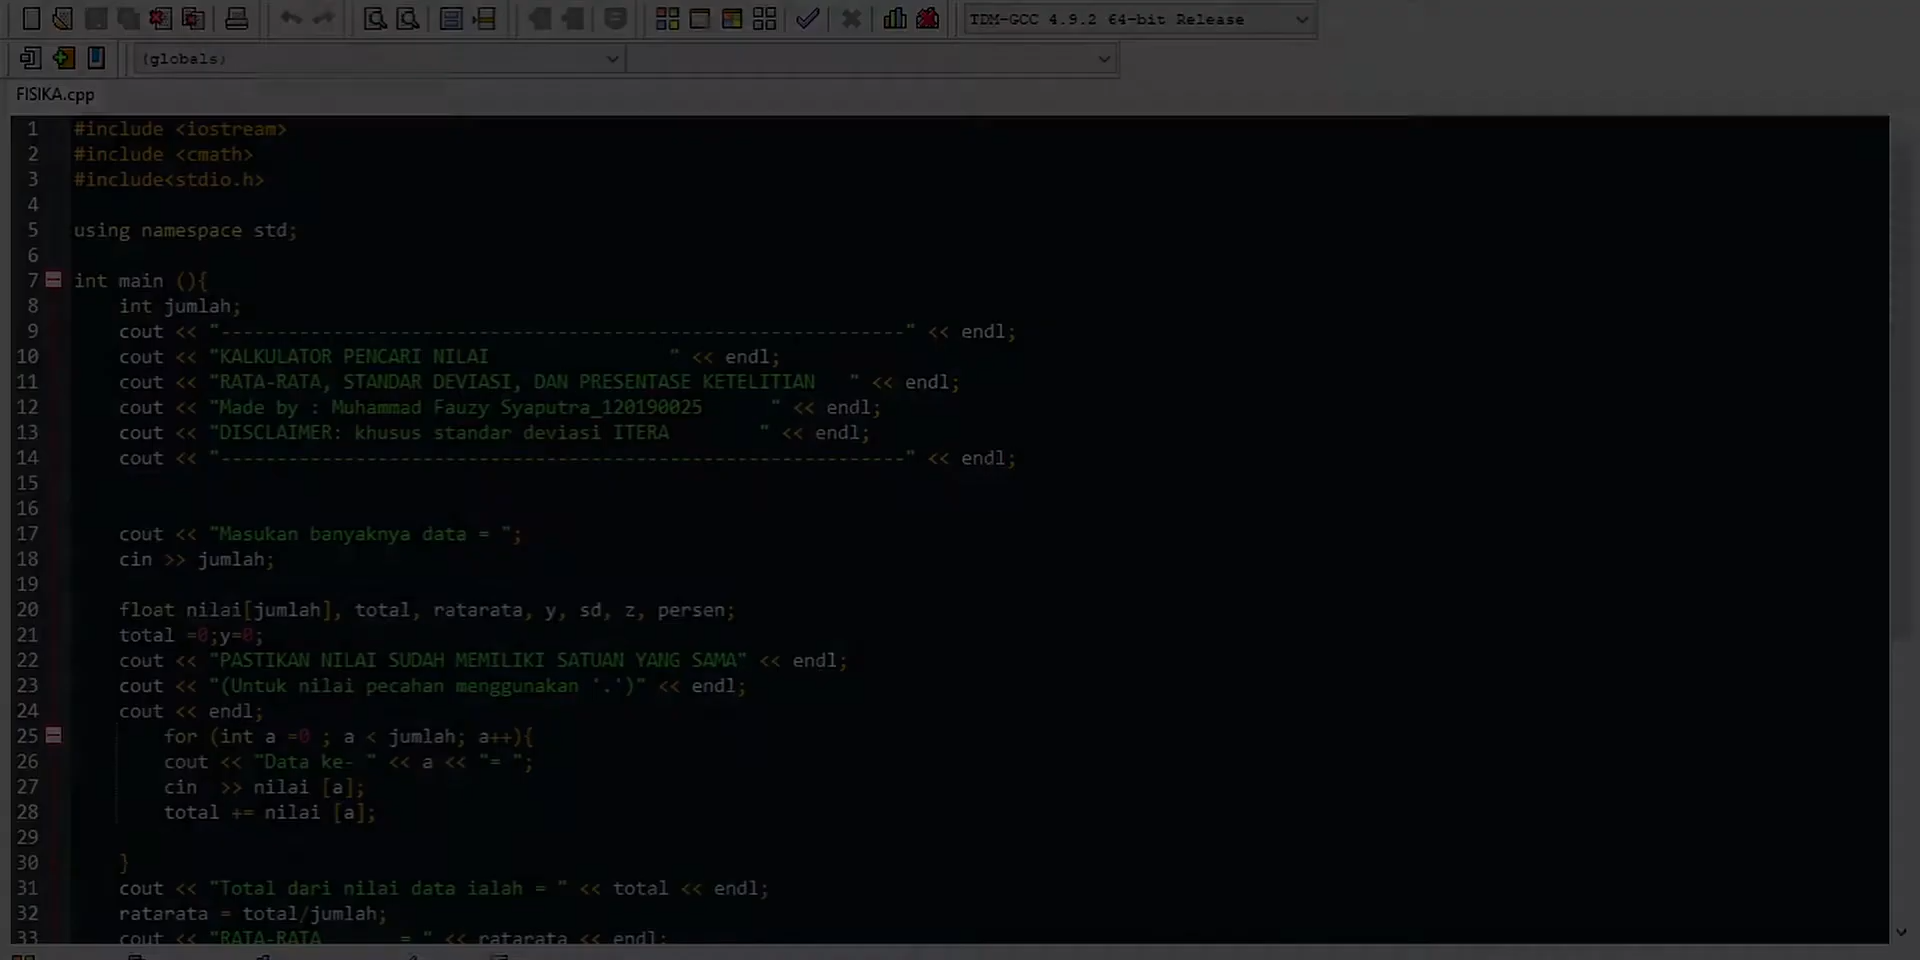 TDM-GCC 4.9.2 64-bit Release
(globals)
FISIKA.cpp
1 #include <iostream>
2 #include <cmath>
3 #include<stdio.h>
4
5 using namespace std;
6
7 int main (){
8 int jumlah;
9 cout << "-------------------------------------------------------------" << endl;
10 cout << "KALKULATOR PENCARI NILAI                " << endl;
11 cout << "RATA-RATA, STANDAR DEVIASI, DAN PRESENTASE KETELITIAN   " << endl;
12 cout << "Made by : Muhammad Fauzy Syaputra_120190025      " << endl;
13 cout << "DISCLAIMER: khusus standar deviasi ITERA        " << endl;
14 cout << "-------------------------------------------------------------" << endl;
15
16
17 cout << "Masukan banyaknya data = ";
18 cin >> jumlah;
19
20 float nilai[jumlah], total, ratarata, y, sd, z, persen;
21 total =0;y=0;
22 cout << "PASTIKAN NILAI SUDAH MEMILIKI SATUAN YANG SAMA" << endl;
23 cout << "(Untuk nilai pecahan menggunakan '.')" << endl;
24 cout << endl;
25 for (int a =0 ; a < jumlah; a++){
26 cout << "Data ke- " << a << "= ";
27 cin  >> nilai [a];
28 total += nilai [a];
29
30 }
31 cout << "Total dari nilai data ialah = " << total << endl;
32 ratarata = total/jumlah;
33 cout << "RATA-RATA       = " << ratarata << endl;